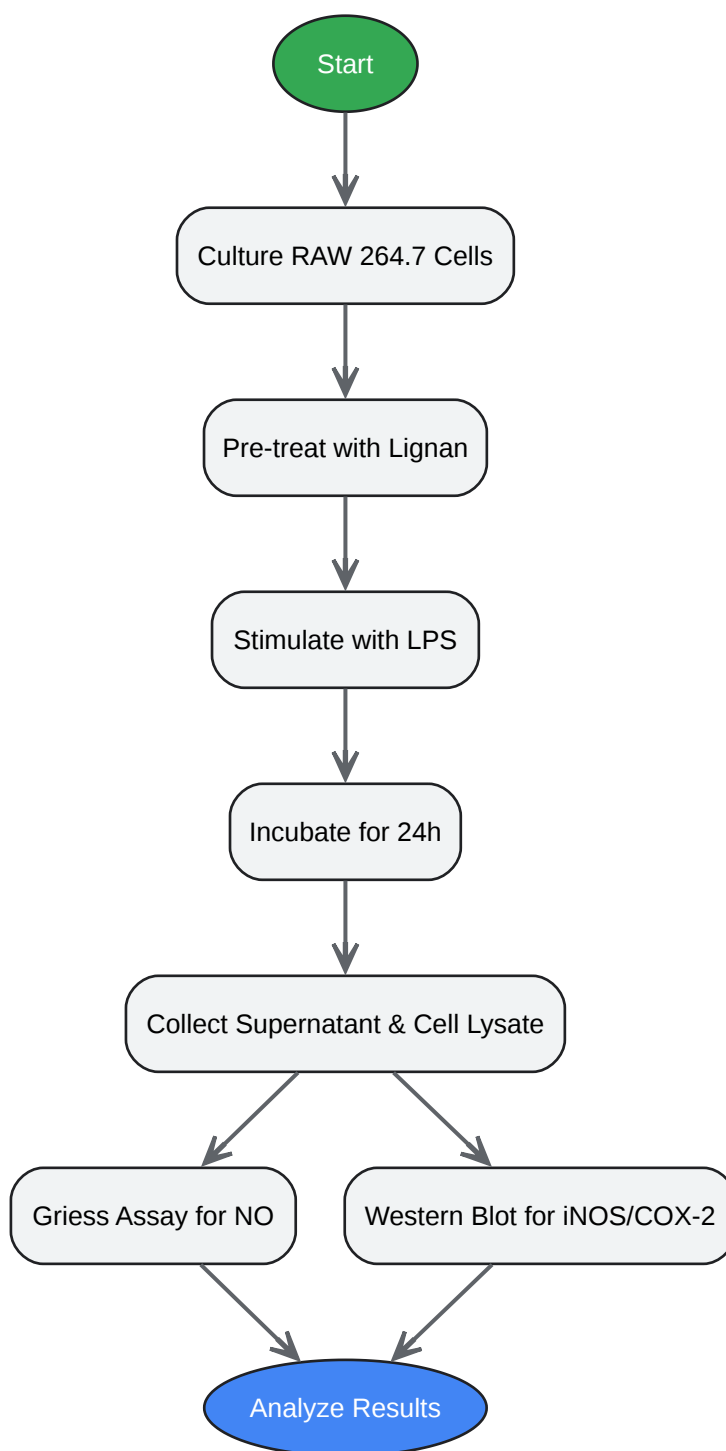 Start
Culture RAW 264.7 Cells
Pre-treat with Lignan
Stimulate with LPS
Incubate for 24h
Collect Supernatant & Cell Lysate
Griess Assay for NO
Western Blot for iNOS/COX-2
Analyze Results